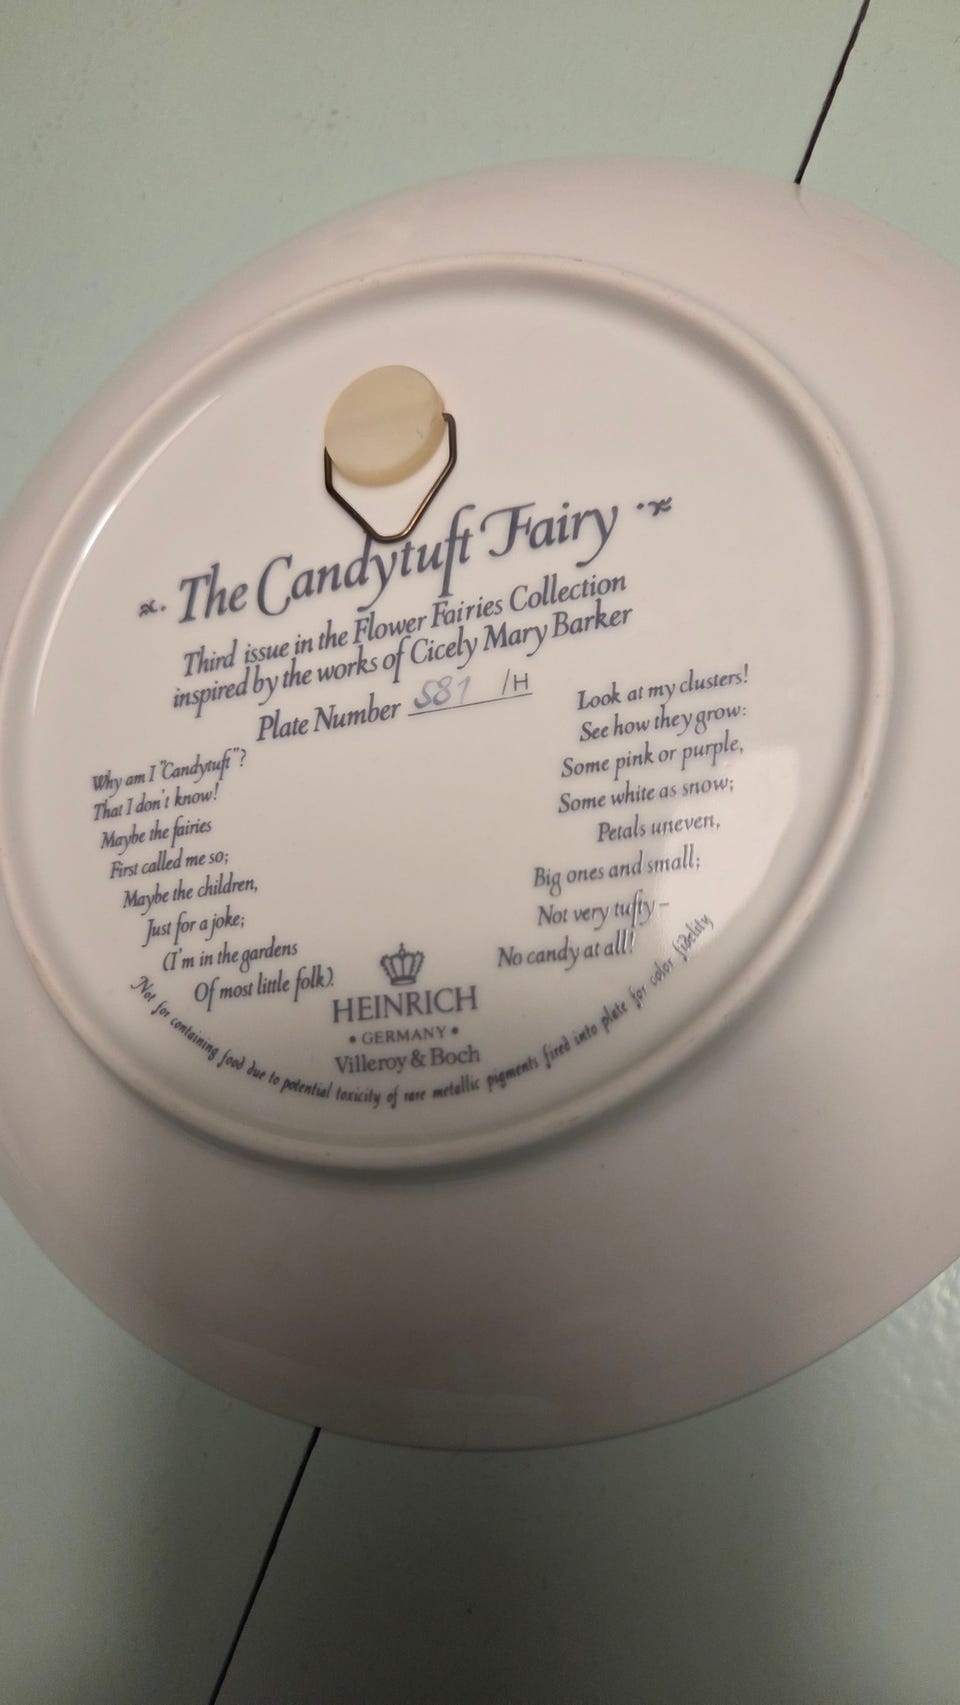 The Candytuft Fairy
Third issue in the Flower Fairies Collection
inspired by the works of Cicely Mary Barker
Plate Number 581 /H
Why am I "Candytuft"?
That I don't know!
Maybe the fairies
First called me so;
Maybe the children,
Just for a joke;
(I'm in the gardens
Of most little folk).
Look at my clusters!
See how they grow:
Some pink or purple,
Some white as snow;
Petals uneven,
Big ones and small;
Not very tufty –
No candy at all!
HEINRICH
• GERMANY •
Villeroy & Boch
Not for containing food due to potential toxicity of rare metallic pigments fired into plate for color fidelity